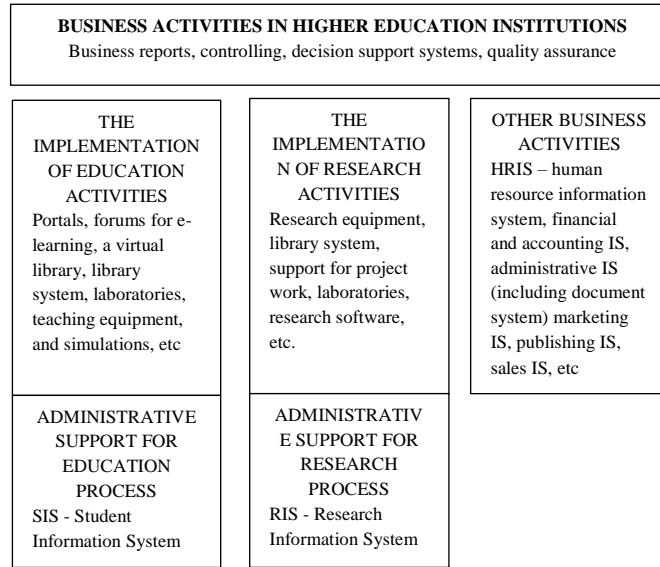 BUSINESS ACTIVITIES IN HIGHER EDUCATION INSTITUTIONS
Business reports, controlling, decision support systems, quality assurance
THE
IMPLEMENTATION
OF EDUCATION
ACTIVITIES
Portals, forums for e-
learning, a virtual
library, library
system, laboratories,
teaching equipment,
and simulations, etc
ADMINISTRATIVE
SUPPORT FOR
EDUCATION
PROCESS
SIS - Student
Information System
THE
IMPLEMENTATIO
N OF RESEARCH
ACTIVITIES
Research equipment,
library system,
support for project
work, laboratories,
research software,
etc.
ADMINISTRATIV
E SUPPORT FOR
RESEARCH
PROCESS
RIS - Research
Information System
OTHER BUSINESS
ACTIVITIES
HRIS – human
resource information
system, financial
and accounting IS,
administrative IS
(including document
system) marketing
IS, publishing IS,
sales IS, etc